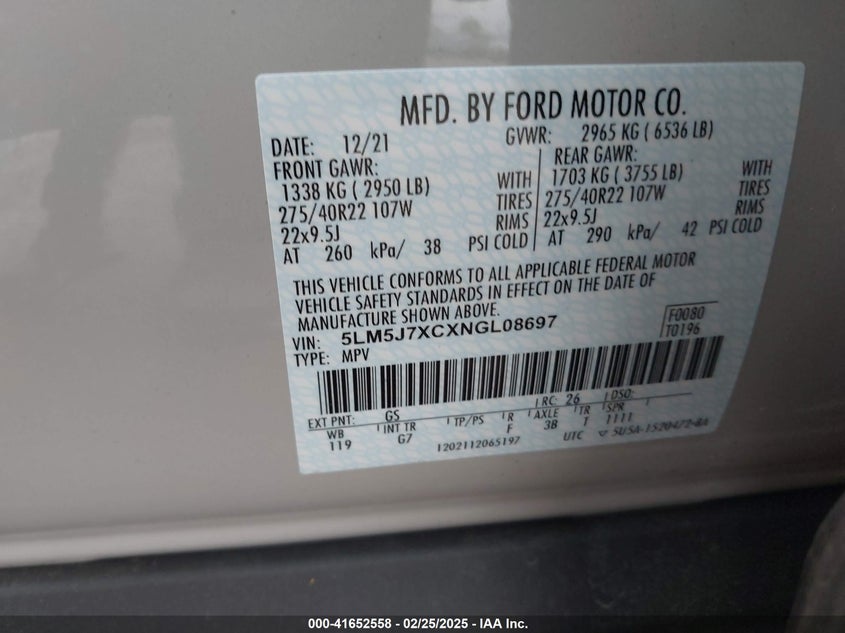 MFD. BY FORD MOTOR CO.
DATE: 12/21 GVWR: 2965 KG ( 6536 LB)
FRONT GAWR: REAR GAWR:
1338 KG ( 2950 LB) WITH 1703 KG ( 3755 LB) WITH
275/40R22 107W TIRES 275/40R22 107W TIRES
22x9.5J RIMS 22x9.5J RIMS
AT 260 kPa/ 38 PSI COLD AT 290 kPa/ 42 PSI COLD
THIS VEHICLE CONFORMS TO ALL APPLICABLE FEDERAL MOTOR
VEHICLE SAFETY STANDARDS IN EFFECT ON THE DATE OF
MANUFACTURE SHOWN ABOVE.
VIN: 5LM5J7XCXNGL08697 F0080
TYPE: MPV T0196
EXT PNT: GS RC: 26 DSO:
WB INT TR TP/PS R AXLE TR SPR
119 G7 F 3B T 1111
1202112065197 UTC ▽ 5U5A-1520472-BA
000-41652558 - 02/25/2025 - IAA Inc.